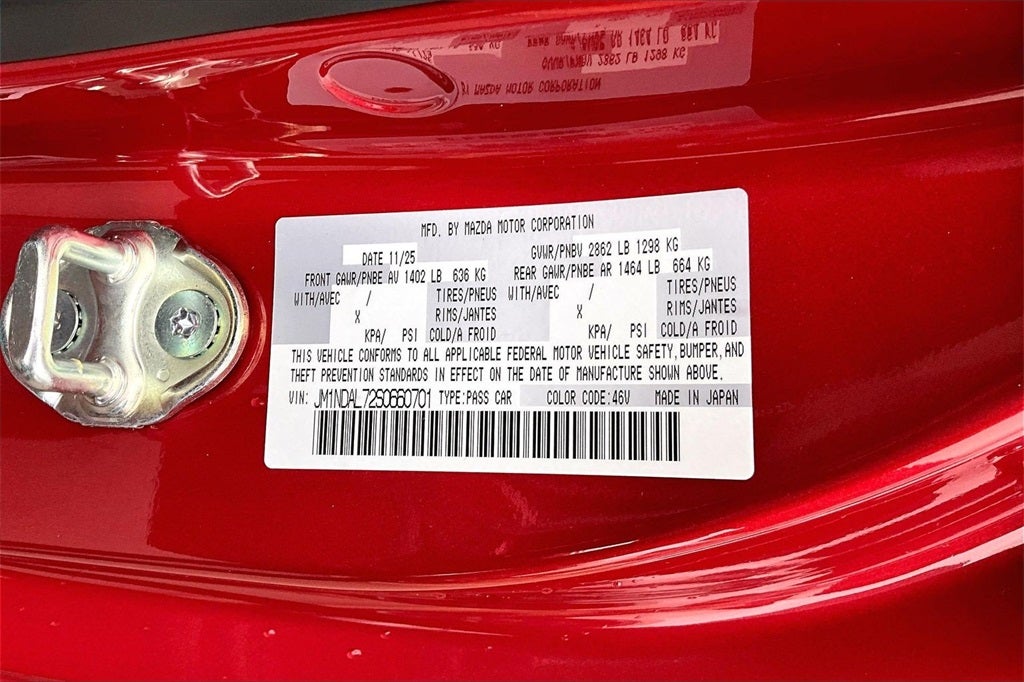 MFD. BY MAZDA MOTOR CORPORATION
DATE 11/25 GVWR/PNBV 2862 LB 1298 KG
FRONT GAWR/PNBE AV 1402 LB 636 KG REAR GAWR/PNBE AR 1464 LB 664 KG
WITH/AVEC / TIRES/PNEUS WITH/AVEC / TIRES/PNEUS
X RIMS/JANTES X RIMS/JANTES
KPA/ PSI COLD/A FROID KPA/ PSI COLD/A FROID
THIS VEHICLE CONFORMS TO ALL APPLICABLE FEDERAL MOTOR VEHICLE SAFETY, BUMPER, AND
THEFT PREVENTION STANDARDS IN EFFECT ON THE DATE OF MANUFACTURE SHOWN ABOVE.
VIN: JM1NDAL72S0660701 TYPE:PASS CAR COLOR CODE:46V MADE IN JAPAN